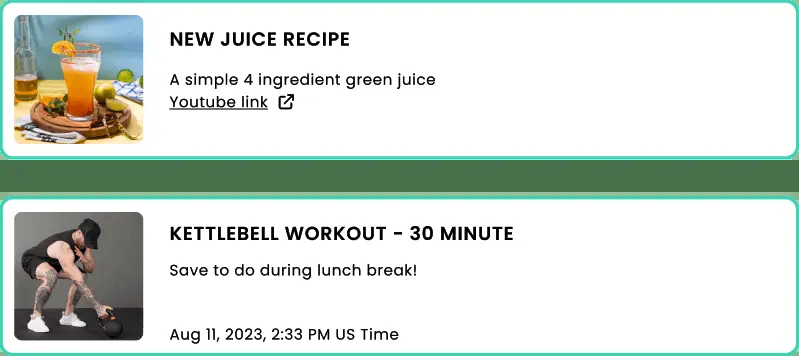 NEW JUICE RECIPE
A simple 4 ingredient green juice
Youtube link
KETTLEBELL WORKOUT - 30 MINUTE
Save to do during lunch break!
Aug 11, 2023, 2:33 PM US Time